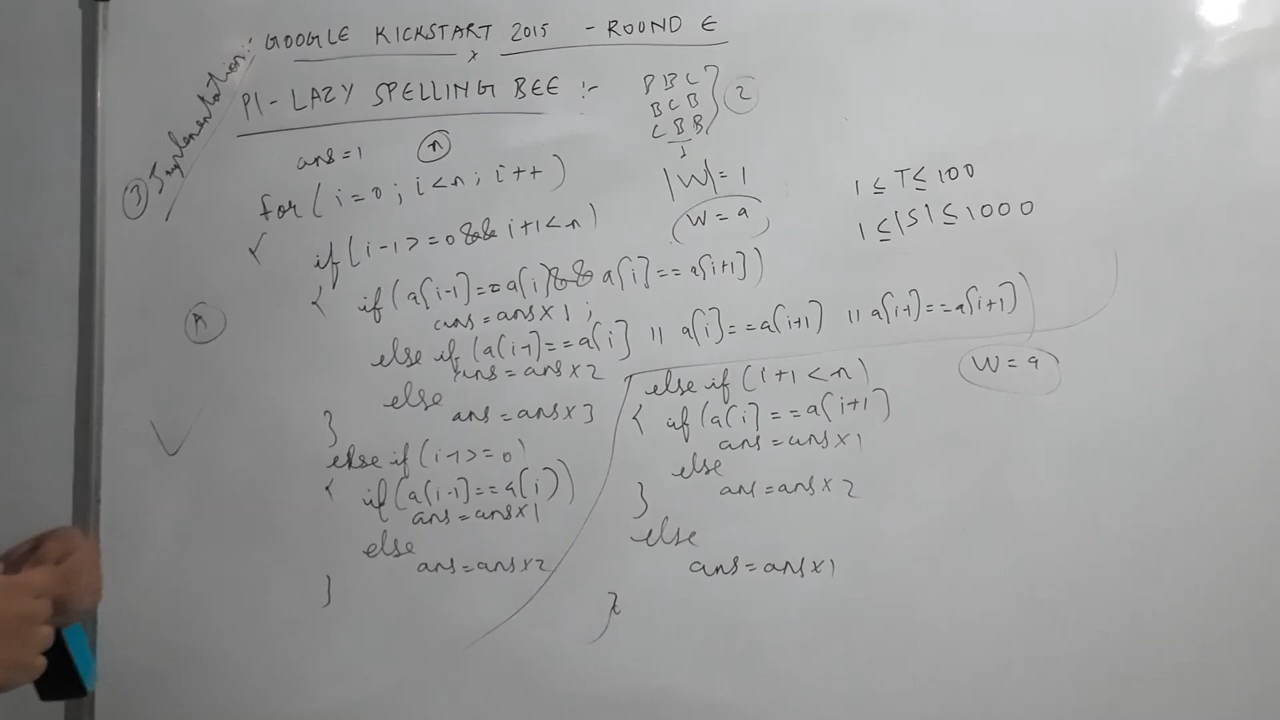 GOOGLE KICKSTART 2015 - ROUND E
③ Implementation:-
P1 - LAZY SPELLING BEE :-
BBC
BCB
CBB
2
ans=1
n
for(i=0; i<n; i++)
{ if(i-1>=0 && i+1<n)
{ if(a[i-1]==a[i] && a[i]==a[i+1])
ans=ans×1;
else if(a[i-1]==a[i] || a[i]==a[i+1] || a[i-1]==a[i+1])
ans=ans×2
else
ans=ans×3
}
else if(i-1>=0)
{ if(a[i-1]==a[i])
ans=ans×1
else
ans=ans×2
}
else if(i+1<n)
{ if(a[i]==a[i+1]
ans=ans×1
else
ans=ans×2
}
else
ans=ans×1
}
|W|=1
W=a
1≤T≤100
1≤|S|≤1000
W=a